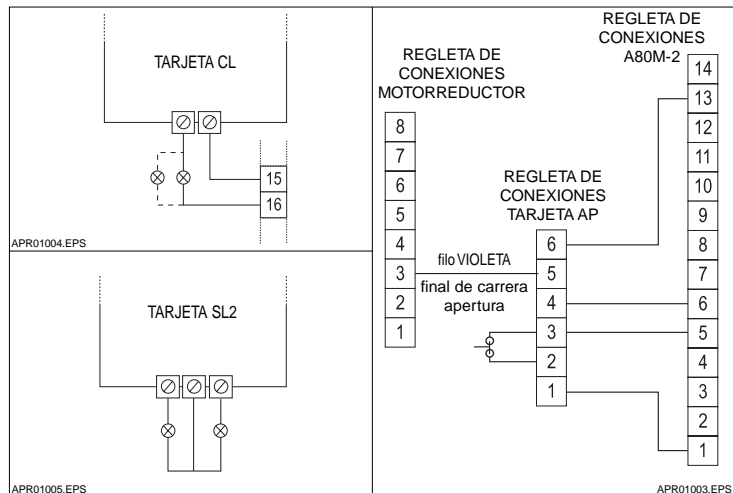 TARJETA CL
15
16
APR01004.EPS
TARJETA SL2
APR01005.EPS
REGLETA DE
CONEXIONES
MOTORREDUCTOR
8
7
6
5
4
3
2
1
filo VIOLETA
final de carrera
apertura
REGLETA DE
CONEXIONES
TARJETA AP
6
5
4
3
2
1
REGLETA DE
CONEXIONES
A80M-2
14
13
12
11
10
9
8
7
6
5
4
3
2
1
APR01003.EPS